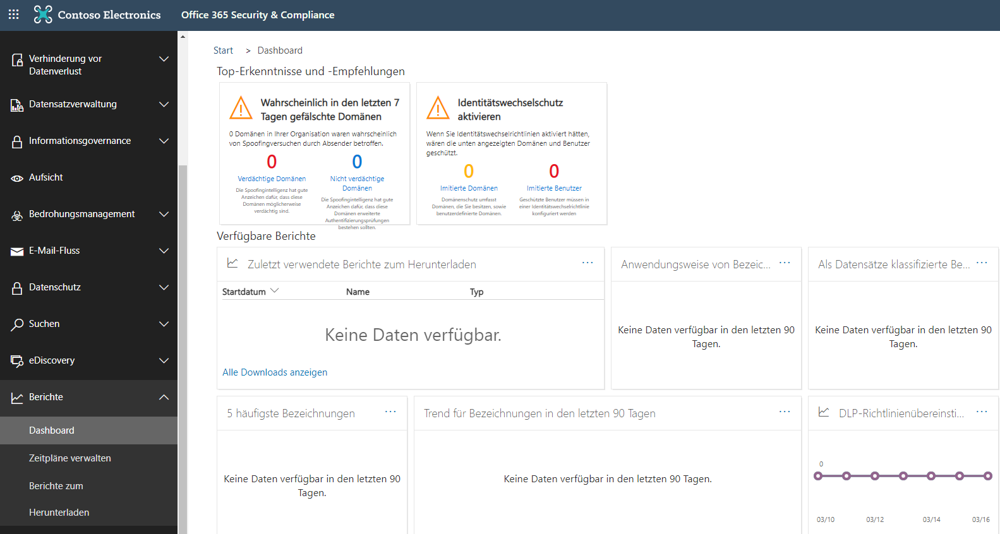 Contoso Electronics
Office 365 Security & Compliance
Verhinderung vor
Datenverlust
Datensatzverwaltung
Informationsgovernance
Aufsicht
Bedrohungsmanagement
E-Mail-Fluss
Datenschutz
Suchen
eDiscovery
Berichte
Dashboard
Zeitpläne verwalten
Berichte zum
Herunterladen
Start > Dashboard
Top-Erkenntnisse und -Empfehlungen
Wahrscheinlich in den letzten 7
Tagen gefälschte Domänen
0 Domänen in Ihrer Organisation waren wahrscheinlich
von Spoofingversuchen durch Absender betroffen.
0
Verdächtige Domänen
Die Spoofingintelligenz hat gute
Anzeichen dafür, dass diese
Domänen möglicherweise
verdächtig sind.
0
Nicht verdächtige
Domänen
Die Spoofingintelligenz hat gute
Anzeichen dafür, dass diese
Domänen erweiterte
Authentifizierungsprüfungen
bestehen sollten.
Identitätswechselschutz
aktivieren
Wenn Sie Identitätswechselrichtlinien aktiviert hätten,
wären die unten angezeigten Domänen und Benutzer
geschützt.
0
Imitierte Domänen
Domänenschutz umfasst
Domänen, die Sie besitzen, sowie
benutzerdefinierte Domänen.
0
Imitierte Benutzer
Geschützte Benutzer müssen in
einer Identitätswechselrichtlinie
konfiguriert werden
Verfügbare Berichte
Zuletzt verwendete Berichte zum Herunterladen ...
Startdatum Name Typ
Keine Daten verfügbar.
Alle Downloads anzeigen
Anwendungsweise von Bezeic... ...
Keine Daten verfügbar in den letzten 90
Tagen.
Als Datensätze klassifizierte Be... ...
Keine Daten verfügbar in den letzten 90
Tagen.
5 häufigste Bezeichnungen ...
Keine Daten verfügbar in den letzten 90
Tagen.
Trend für Bezeichnungen in den letzten 90 Tagen ...
Keine Daten verfügbar in den letzten 90 Tagen.
DLP-Richtlinienübereinsti... ...
0
03/10 03/12 03/14 03/16